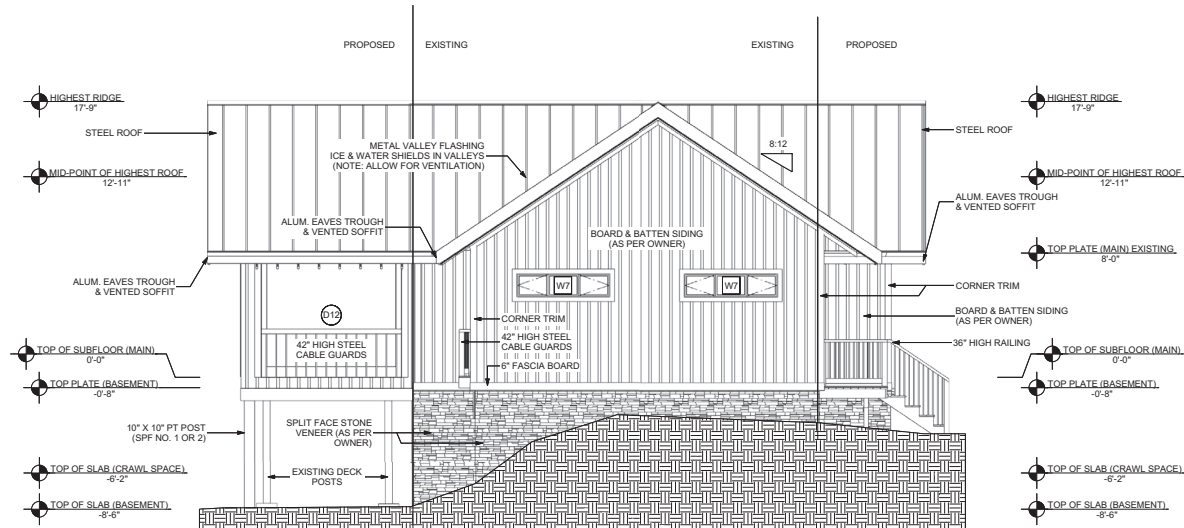 PROPOSED
EXISTING
EXISTING
PROPOSED
HIGHEST RIDGE
17'-9"
STEEL ROOF
MID-POINT OF HIGHEST ROOF
12'-11"
METAL VALLEY FLASHING
ICE & WATER SHIELDS IN VALLEYS
(NOTE: ALLOW FOR VENTILATION)
8:12
HIGHEST RIDGE
17'-9"
STEEL ROOF
MID-POINT OF HIGHEST ROOF
12'-11"
ALUM. EAVES TROUGH
& VENTED SOFFIT
ALUM. EAVES TROUGH
& VENTED SOFFIT
BOARD & BATTEN SIDING
(AS PER OWNER)
ALUM. EAVES TROUGH
& VENTED SOFFIT
TOP PLATE (MAIN) EXISTING
8'-0"
W7
W7
CORNER TRIM
D12
CORNER TRIM
BOARD & BATTEN SIDING
(AS PER OWNER)
42" HIGH STEEL
CABLE GUARDS
42" HIGH STEEL
CABLE GUARDS
36" HIGH RAILING
TOP OF SUBFLOOR (MAIN)
0'-0"
6" FASCIA BOARD
TOP OF SUBFLOOR (MAIN)
0'-0"
TOP PLATE (BASEMENT)
-0'-8"
TOP PLATE (BASEMENT)
-0'-8"
10" X 10" PT POST
(SPF NO. 1 OR 2)
SPLIT FACE STONE
VENEER (AS PER
OWNER)
TOP OF SLAB (CRAWL SPACE)
-6'-2"
EXISTING DECK
POSTS
TOP OF SLAB (CRAWL SPACE)
-6'-2"
TOP OF SLAB (BASEMENT)
-8'-6"
TOP OF SLAB (BASEMENT)
-8'-6"